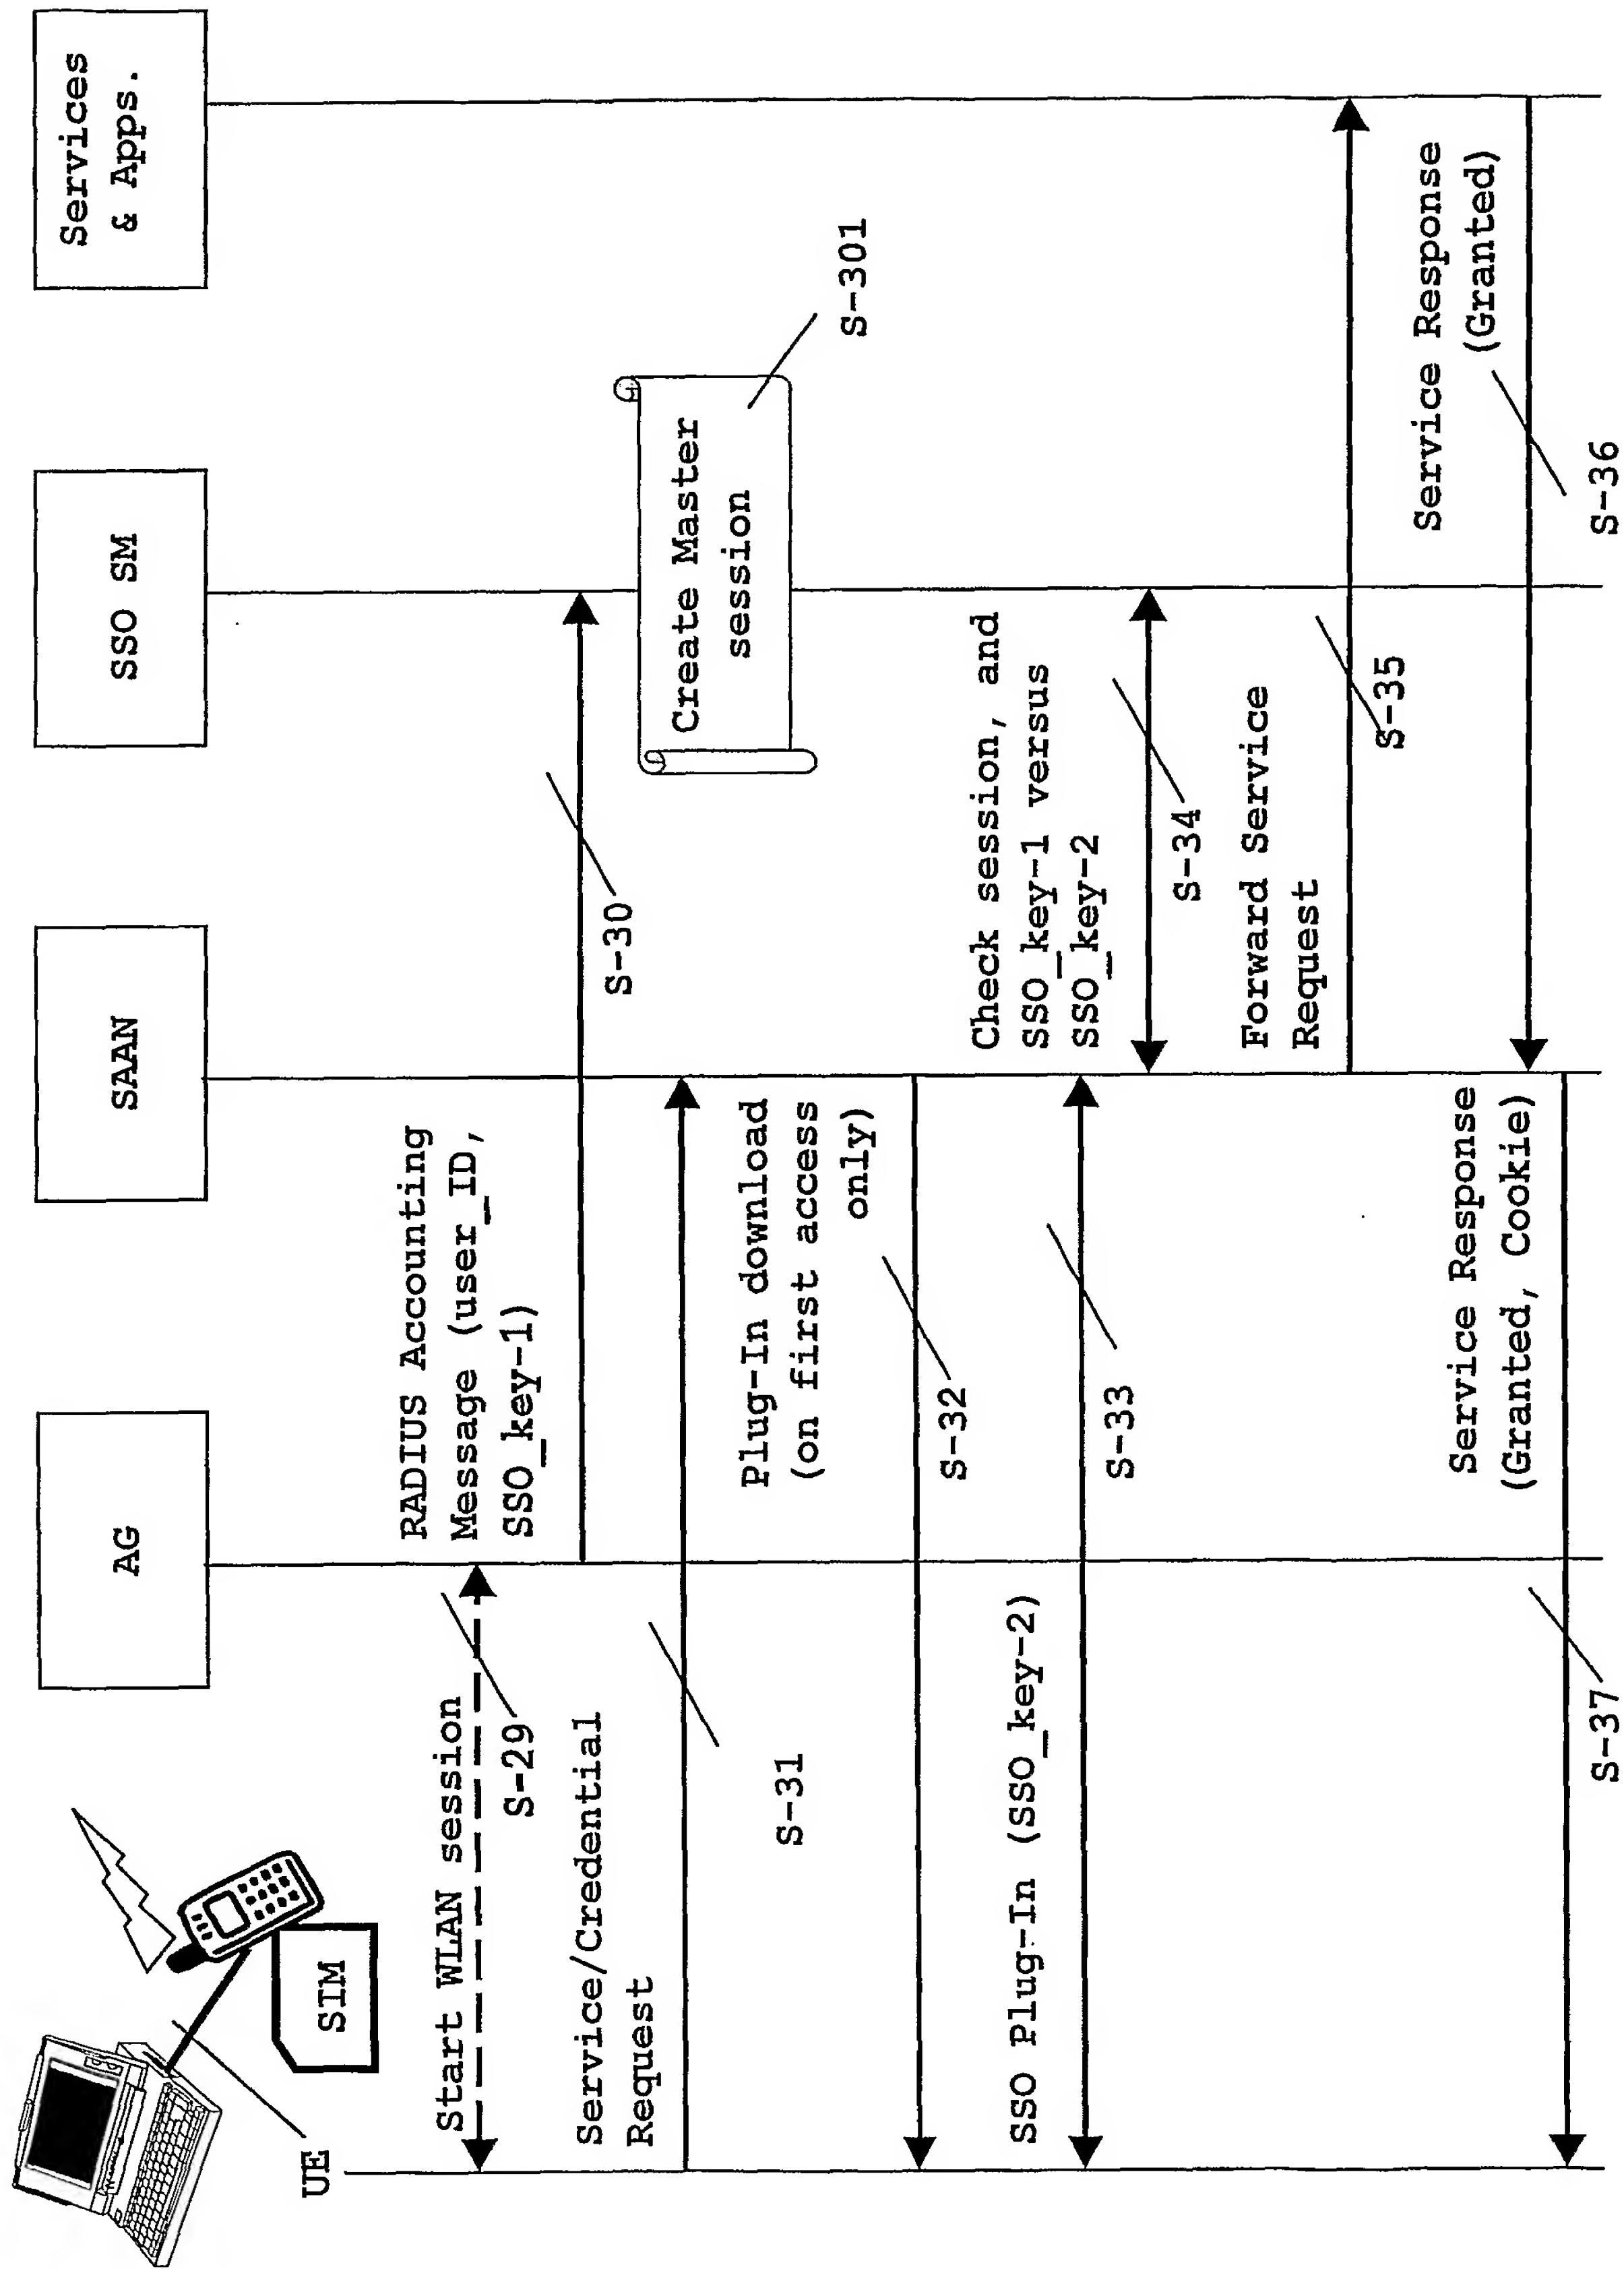 UE
SIM
AG
SAAN
SSO SM
Services
& Apps.
Start WLAN session
S-29
RADIUS Accounting
Message (user_ID,
SSO_key-1)
S-30
Create Master
session
S-301
Service/Credential
Request
S-31
Plug-In download
(on first access
only)
S-32
SSO Plug-In (SSO_key-2)
S-33
Check session, and
SSO_key-1 versus
SSO_key-2
S-34
Forward Service
Request
S-35
Service Response
(Granted)
S-36
Service Response
(Granted, Cookie)
S-37